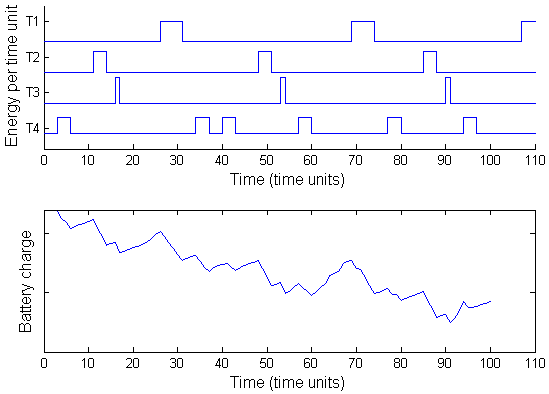 Energy per time unit
T1
T2
T3
T4
0 10 20 30 40 50 60 70 80 90 100 110
Time (time units)
Battery charge
0 10 20 30 40 50 60 70 80 90 100 110
Time (time units)